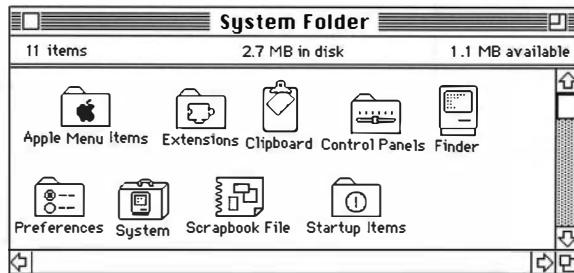 System Folder
11 items 2.7 MB in disk 1.1 MB available
Apple Menu Items Extensions Clipboard Control Panels Finder
Preferences System Scrapbook File Startup Items